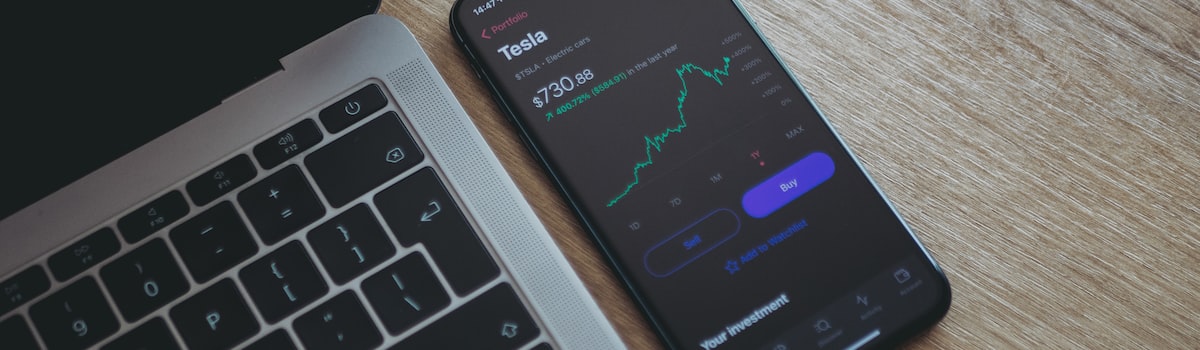 14:47
Portfolio
Tesla
$TSLA • Electric cars
$730.88
400.72% ($584.91) in the last year
+500%
+400%
+300%
+200%
+100%
0%
1D
7D
1M
1Y
MAX
Sell
Buy
Add to Watchlist
Your investment
Discover
Activity
Account
F12
F11
F10
+
=
_
-
)
0
(
9
}
]
{
[
P
|
\
"
'